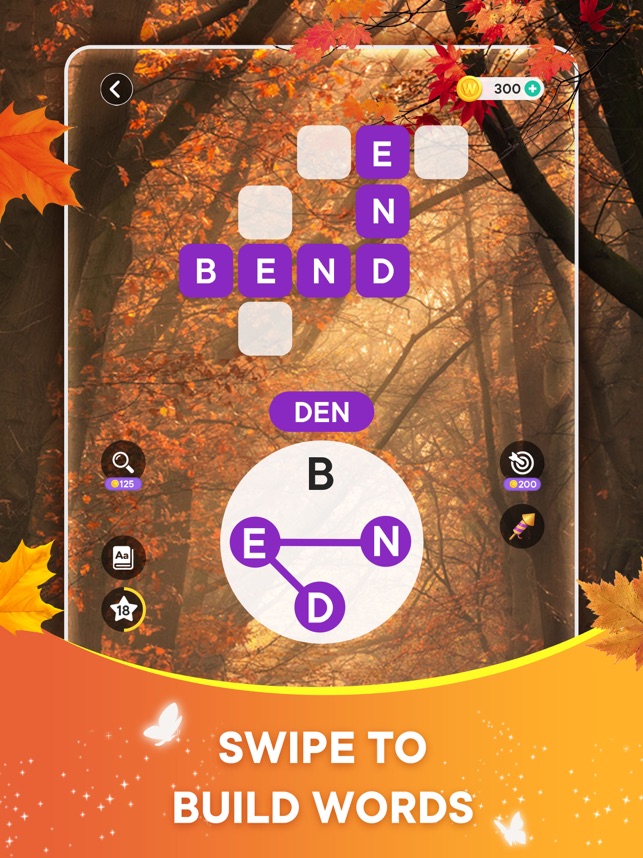 W 300 +
E
N
B E N D
DEN
B
125
200
E N
Aa
18
D
SWIPE TO
BUILD WORDS